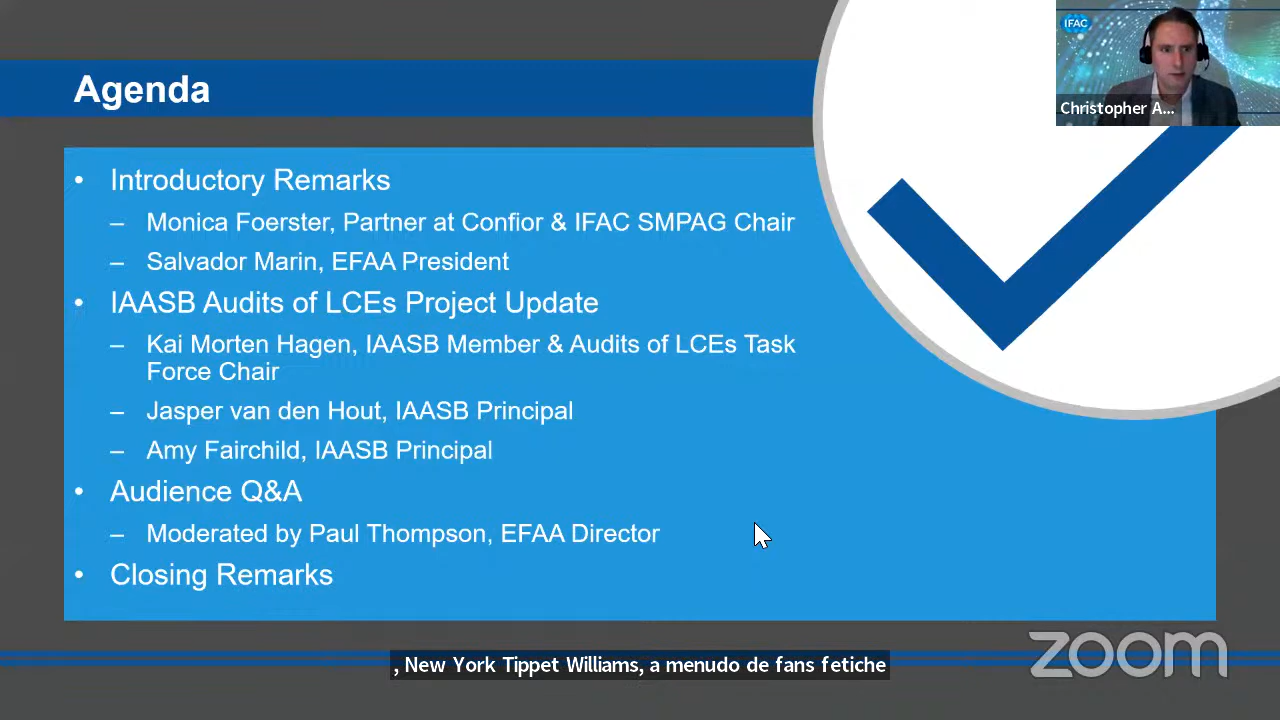 Agenda
IFAC
Christopher A...
• Introductory Remarks
– Monica Foerster, Partner at Confior & IFAC SMPAG Chair
– Salvador Marin, EFAA President
• IAASB Audits of LCEs Project Update
– Kai Morten Hagen, IAASB Member & Audits of LCEs Task
Force Chair
– Jasper van den Hout, IAASB Principal
– Amy Fairchild, IAASB Principal
• Audience Q&A
– Moderated by Paul Thompson, EFAA Director
• Closing Remarks
zoom
, New York Tippet Williams, a menudo de fans fetiche